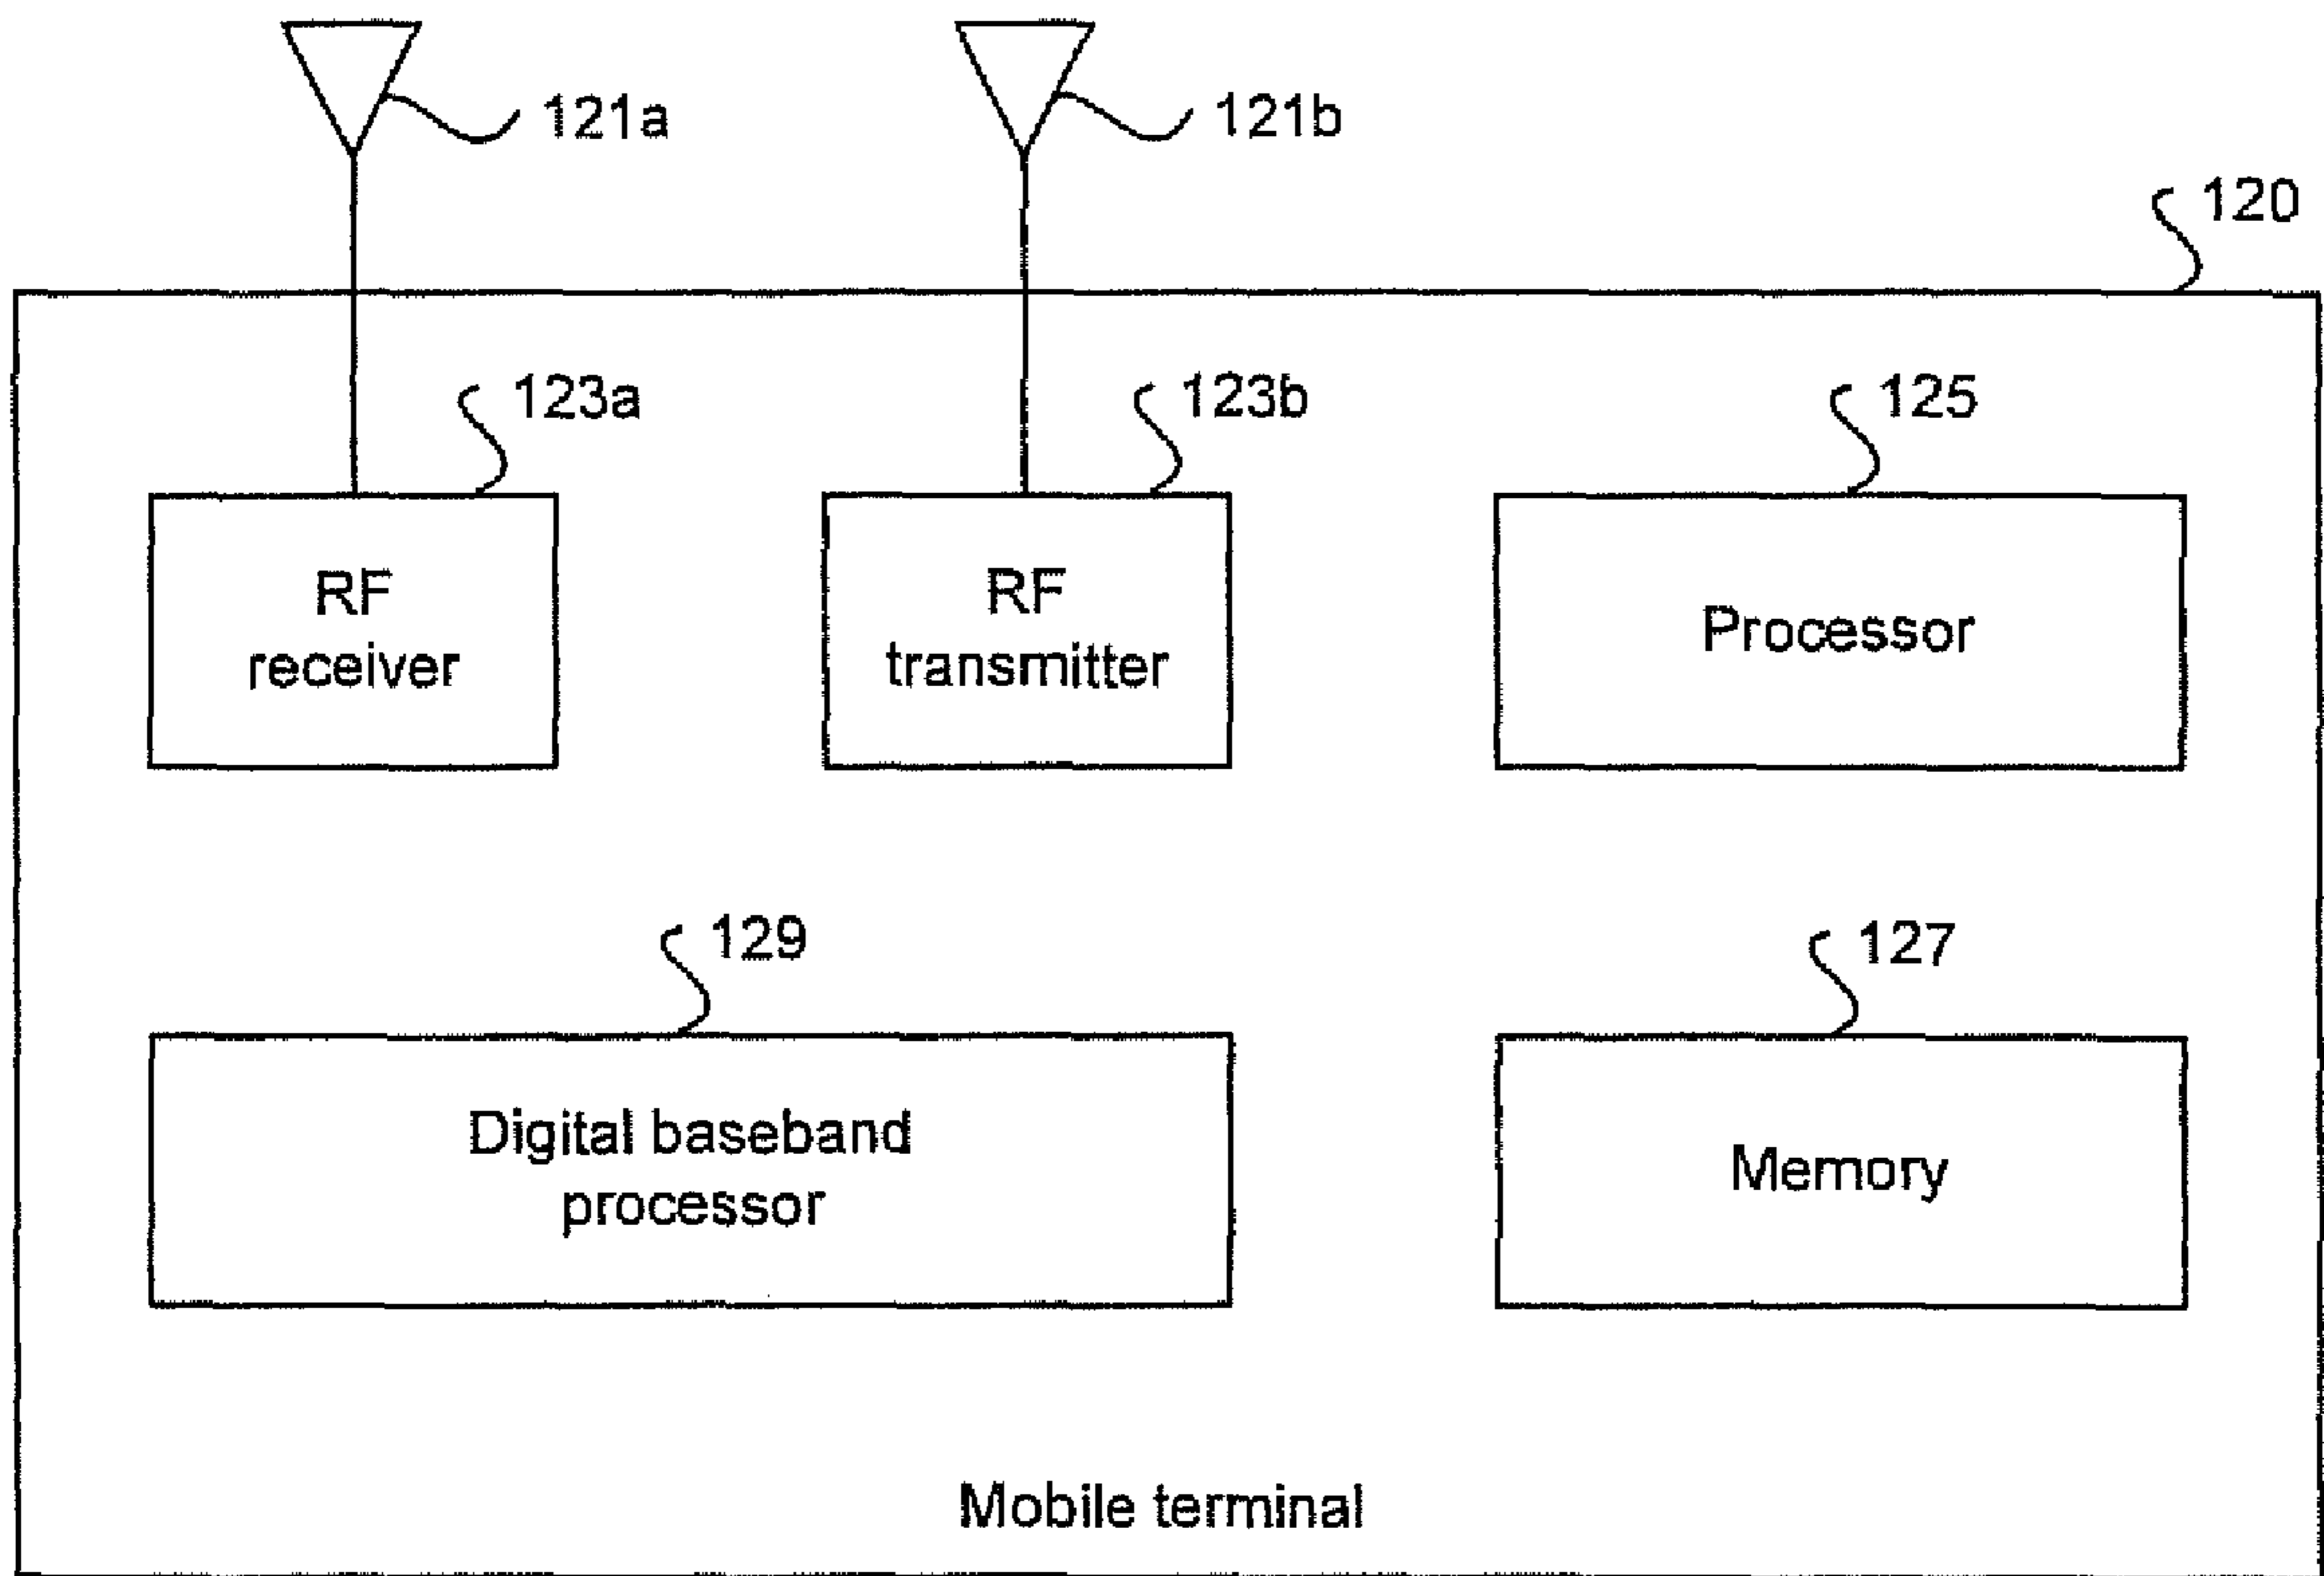 121a
121b
120
123a
123b
125
RF
receiver
RF
transmitter
Processor
129
127
Digital baseband
processor
Memory
Mobile terminal